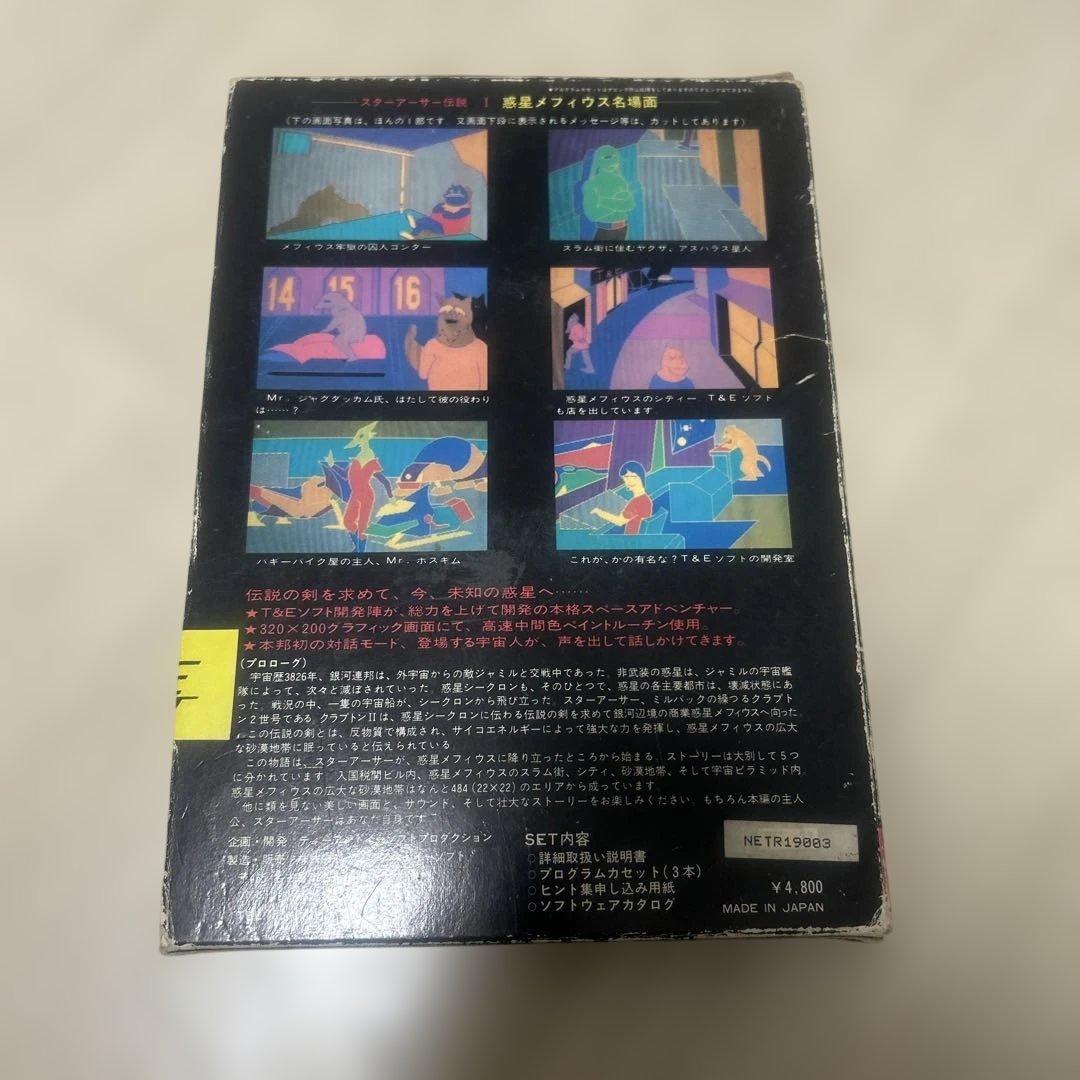 スターアーサー伝説 I 惑星メフィウス名場面
(下の画面写真は、ほんの1部です 又画面下段に表示されるメッセージ等は、カットしてあります)
メフィウス牢獄の囚人コンター
スラム街に住むヤクザ、アスハラス星人
14 15 16
T&E
Mr. ジャクダッカム氏、はたして彼の役わり
は……?
惑星メフィウスのシティー T&Eソフト
も店を出しています
バギーバイク屋の主人、Mr. ホスキム
これが、かの有名な?T&Eソフトの開発室
伝説の剣を求めて、今、未知の惑星へ……
★T&Eソフト開発陣が、総力を上げて開発の本格スペースアドベンチャー。
★320×200グラフィック画面にて、高速中間色ペイントルーチン使用。
★本邦初の対話モート、登場する宇宙人が、声を出して話しかけてきます。
(プロローグ)
宇宙歴3826年、銀河連邦は、外宇宙からの敵ジャミルと交戦中であった。非武装の惑星は、ジャミルの宇宙艦
隊によって、次々と滅ぼされていった。惑星シークロンも、そのひとつで、惑星の各主要都市は、壊滅状態にあ
った。戦況の中、一隻の宇宙船が、シークロンから飛び立った。スターアーサー、ミルバックの操つるクラプト
ン2世号である クラプトンIIは、惑星シークロンに伝わる伝説の剣を求めて銀河辺境の商業惑星メフィウスへ向った
。この伝説の剣とは、反物質で構成され、サイコエネルギーによって強大な力を発揮し、惑星メフィウスの広大
な砂漠地帯に眠っていると伝えられている。
この物語は、スターアーサーが、惑星メフィウスに降り立ったところから始まる。ストーリーは大別して5つ
に分かれています 入国税関ビル内、惑星メフィウスのスラム街、シティ、砂漠地帯、そして宇宙ピラミッド内。
惑星メフィウスの広大な砂漠地帯はなんと484(22×22)のエリアから成っています。
他に類を見ない美しい画面と、サウンド、そして壮大なストーリーをお楽しみください。もちろん本編の主人
公、スターアーサーはあなた自身です
企画・開発
製造・販売
SET内容
○詳細取扱い説明書
○プログラムカセット(3本)
○ヒント集申し込み用紙
○ソフトウェアカタログ
NETR19003
¥4,800
MADE IN JAPAN